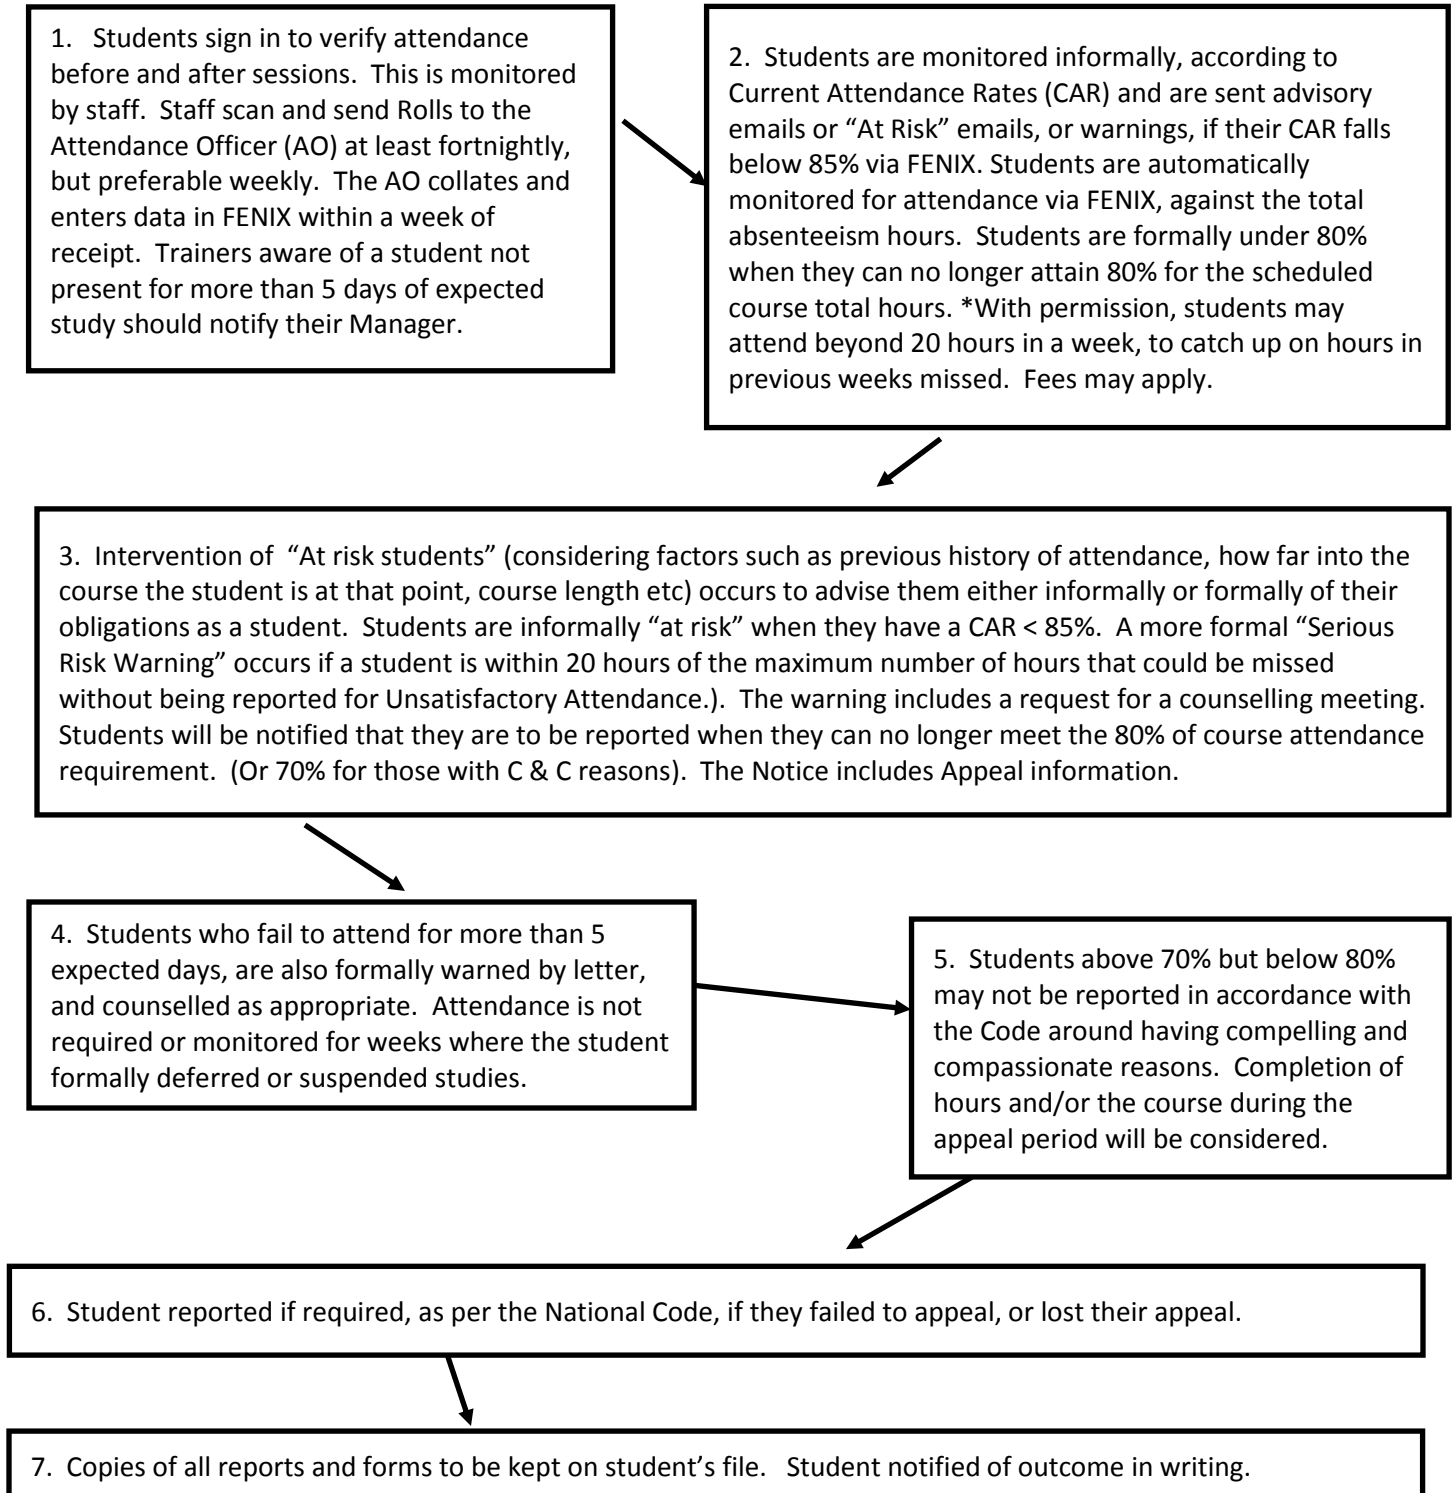 1. Students sign in to verify attendance
before and after sessions. This is monitored
by staff. Staff scan and send Rolls to the
Attendance Officer (AO) at least fortnightly,
but preferable weekly. The AO collates and
enters data in FENIX within a week of
receipt. Trainers aware of a student not
present for more than 5 days of expected
study should notify their Manager.
2. Students are monitored informally, according to
Current Attendance Rates (CAR) and are sent advisory
emails or “At Risk” emails, or warnings, if their CAR falls
below 85% via FENIX. Students are automatically
monitored for attendance via FENIX, against the total
absenteeism hours. Students are formally under 80%
when they can no longer attain 80% for the scheduled
course total hours. *With permission, students may
attend beyond 20 hours in a week, to catch up on hours in
previous weeks missed. Fees may apply.
3. Intervention of “At risk students” (considering factors such as previous history of attendance, how far into the
course the student is at that point, course length etc) occurs to advise them either informally or formally of their
obligations as a student. Students are informally “at risk” when they have a CAR < 85%. A more formal “Serious
Risk Warning” occurs if a student is within 20 hours of the maximum number of hours that could be missed
without being reported for Unsatisfactory Attendance.). The warning includes a request for a counselling meeting.
Students will be notified that they are to be reported when they can no longer meet the 80% of course attendance
requirement. (Or 70% for those with C & C reasons). The Notice includes Appeal information.
4. Students who fail to attend for more than 5
expected days, are also formally warned by letter,
and counselled as appropriate. Attendance is not
required or monitored for weeks where the student
formally deferred or suspended studies.
5. Students above 70% but below 80%
may not be reported in accordance with
the Code around having compelling and
compassionate reasons. Completion of
hours and/or the course during the
appeal period will be considered.
6. Student reported if required, as per the National Code, if they failed to appeal, or lost their appeal.
7. Copies of all reports and forms to be kept on student’s file. Student notified of outcome in writing.